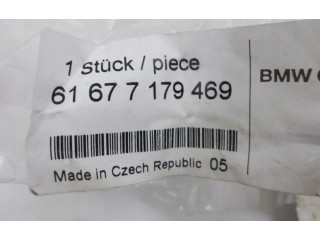 1 Stück / piece
61 67 7 179 469
BMW
Made in Czech Republic 05